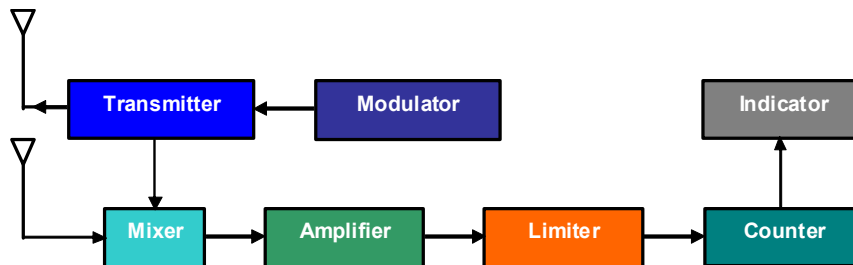 Transmitter
Modulator
Indicator
Mixer
Amplifier
Limiter
Counter